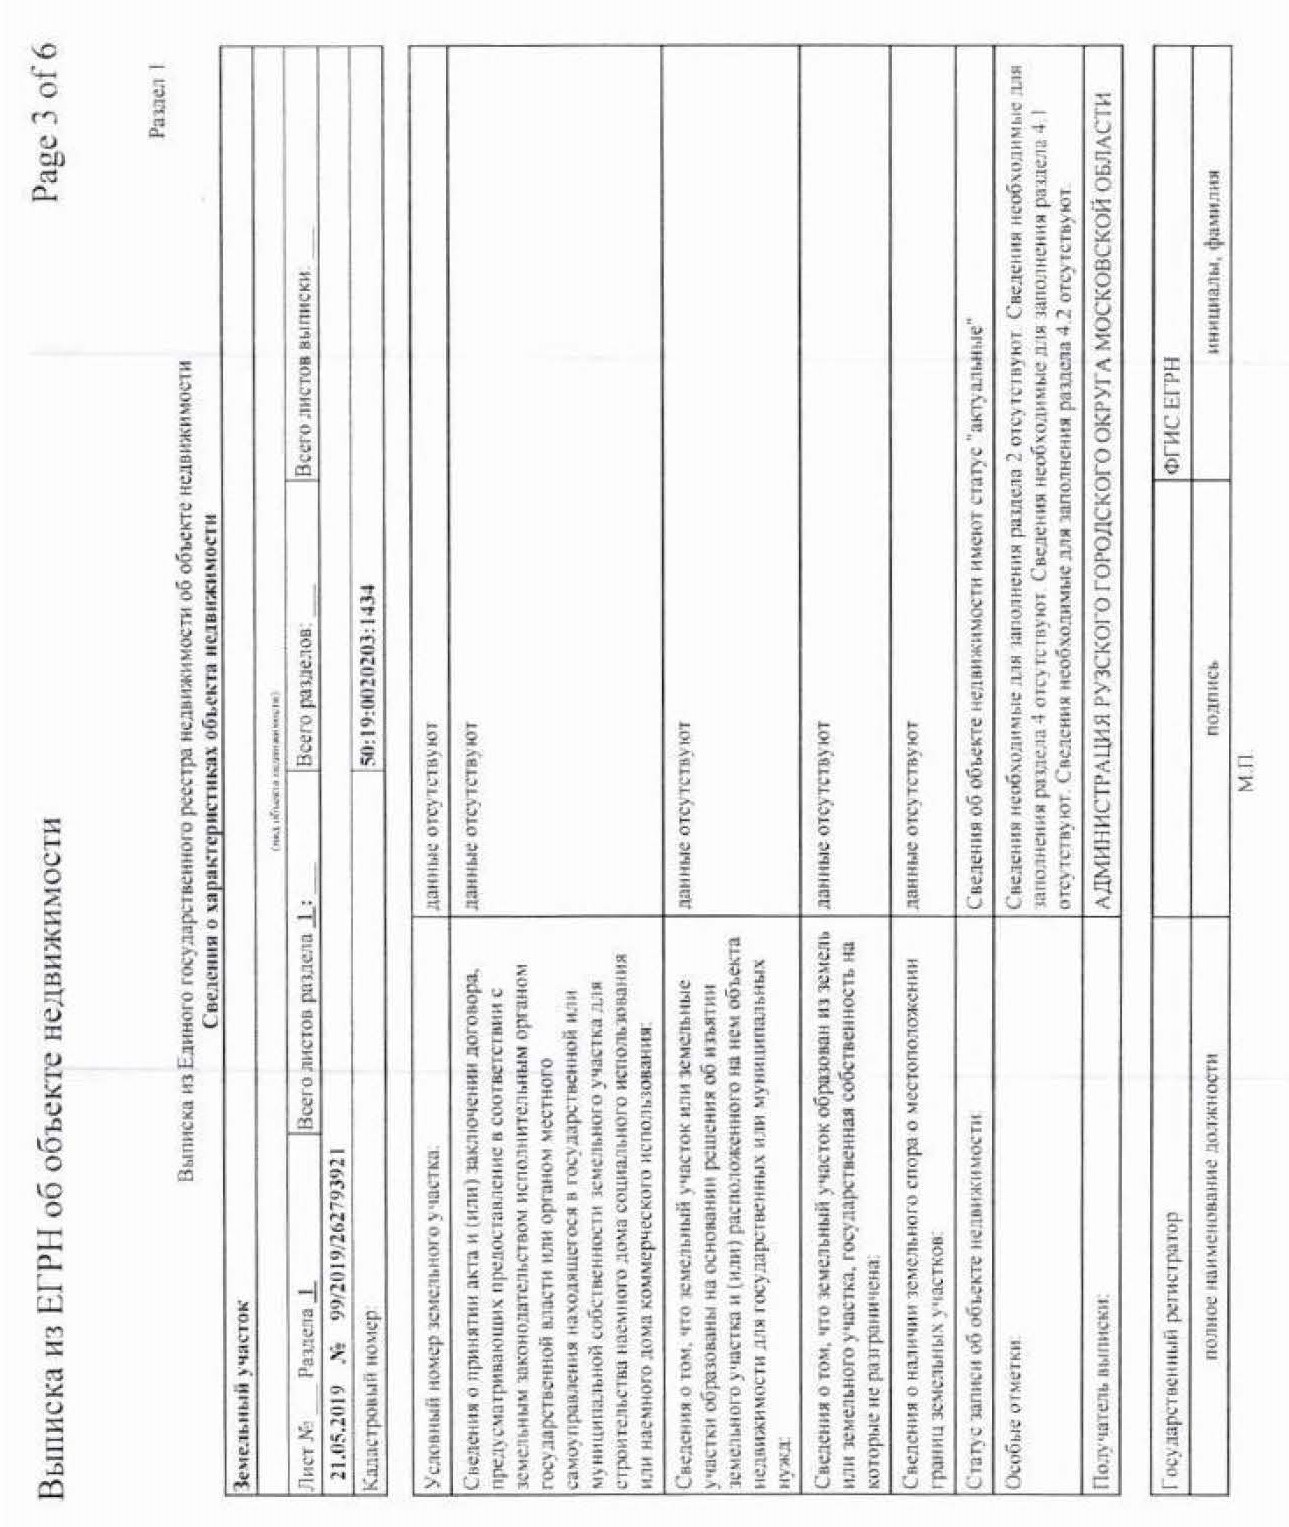 Выписка из ЕГРН об объекте недвижимости
Page 3 of 6
Раздел 1
Выписка из Единого государственного реестра недвижимости об объекте недвижимости
Сведения о характеристиках объекта недвижимости
Земельный участок
(вид объекта недвижимости)
Лист № Раздела 1
Всего листов раздела 1: ___
Всего разделов: ___
Всего листов выписки: ___
21.05.2019 № 99/2019/262793921
Кадастровый номер:
50:19:0020203:1434
Условный номер земельного участка:
данные отсутствуют
Сведения о принятии акта и (или) заключении договора,
предусматривающих предоставление в соответствии с
земельным законодательством исполнительным органом
государственной власти или органом местного
самоуправления находящегося в государственной или
муниципальной собственности земельного участка для
строительства наемного дома социального использования
или наемного дома коммерческого использования:
данные отсутствуют
Сведения о том, что земельный участок или земельные
участки образованы на основании решения об изъятии
земельного участка и (или) расположенного на нем объекта
недвижимости для государственных или муниципальных
нужд:
данные отсутствуют
Сведения о том, что земельный участок образован из земель
или земельного участка, государственная собственность на
которые не разграничена:
данные отсутствуют
Сведения о наличии земельного спора о местоположении
границ земельных участков:
данные отсутствуют
Статус записи об объекте недвижимости:
Сведения об объекте недвижимости имеют статус "актуальные"
Особые отметки:
Сведения необходимые для заполнения раздела 2 отсутствуют. Сведения необходимые для
заполнения раздела 4 отсутствуют. Сведения необходимые для заполнения раздела 4.1
отсутствуют. Сведения необходимые для заполнения раздела 4.2 отсутствуют.
Получатель выписки:
АДМИНИСТРАЦИЯ РУЗСКОГО ГОРОДСКОГО ОКРУГА МОСКОВСКОЙ ОБЛАСТИ
Государственный регистратор
ФГИС ЕГРН
полное наименование должности
подпись
инициалы, фамилия
М.П.